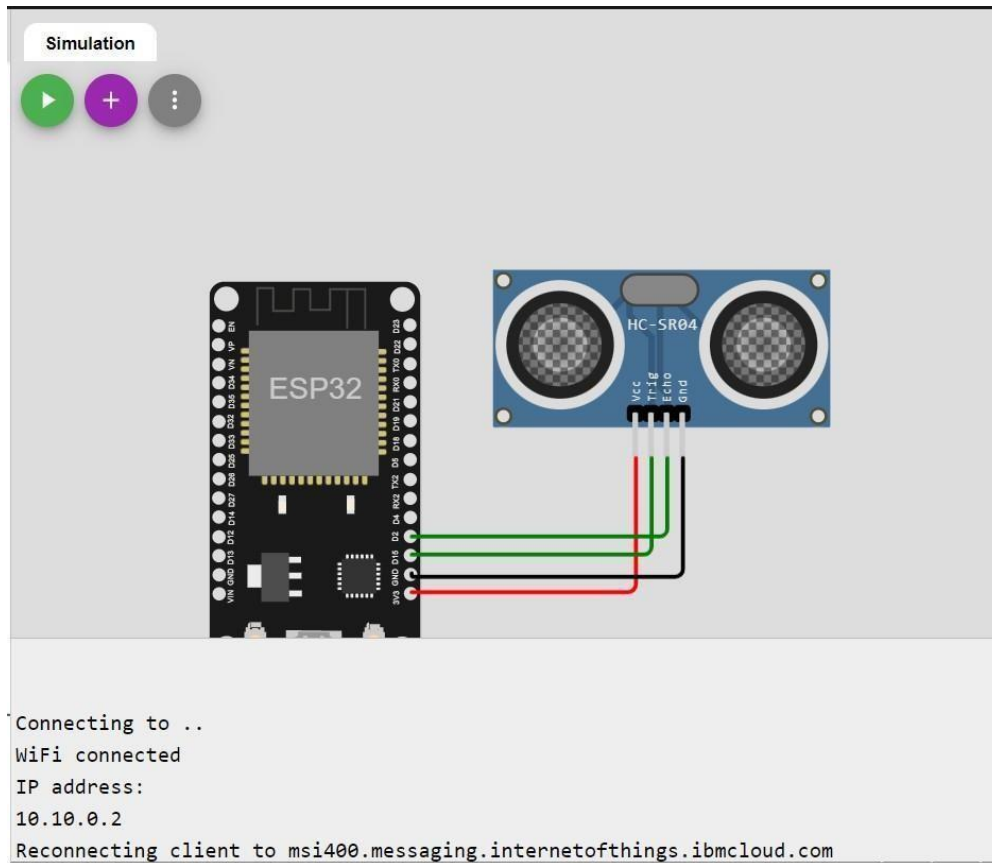 Simulation
HC-SR04
Vcc
Trig
Echo
Gnd
ESP32
EN
VP
VN
D34
D35
D32
D33
D25
D26
D27
D14
D12
D13
GND
VIN
D23
D22
TX0
RX0
D21
D19
D18
D5
TX2
RX2
D4
D2
D15
GND
3V3
Connecting to ..
WiFi connected
IP address:
10.10.0.2
Reconnecting client to msi400.messaging.internetofthings.ibmcloud.com